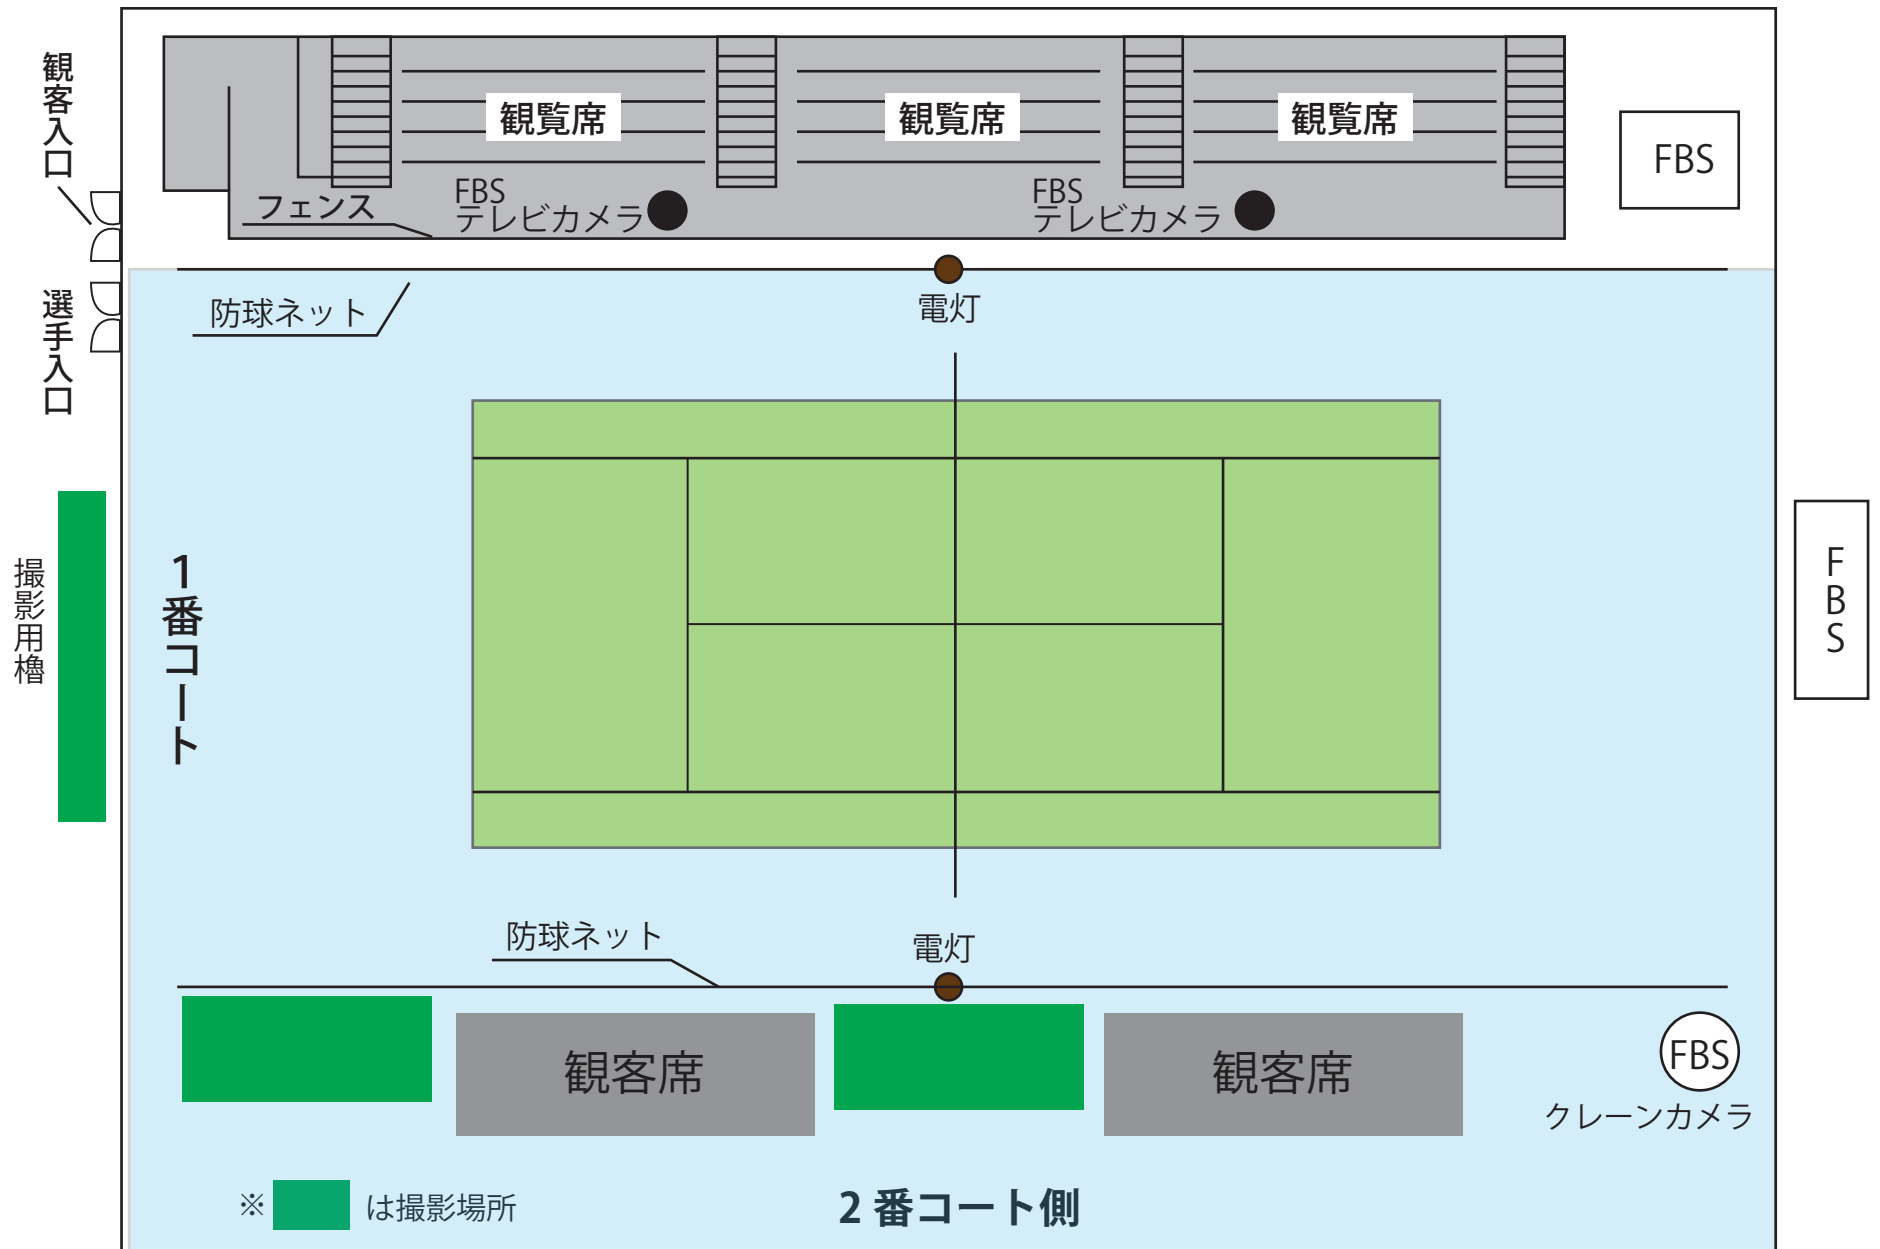 観客入口
観覧席
観覧席
観覧席
FBS
フェンス
FBS
テレビカメラ
FBS
テレビカメラ
選手入口
防球ネット
電灯
撮影用櫓
1番コート
FBS
防球ネット
電灯
観客席
観客席
FBS
クレーンカメラ
※ は撮影場所
2番コート側